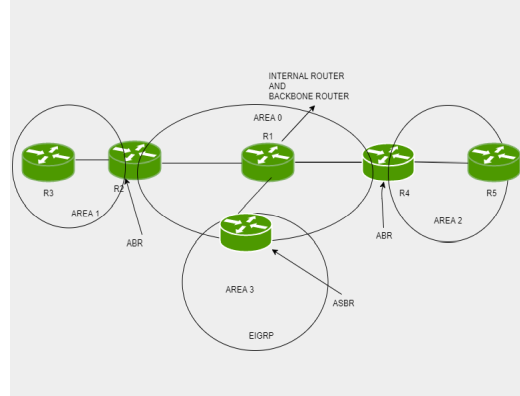 INTERNAL ROUTER
AND
BACKBONE ROUTER
AREA 0
R1
R3
R2
R4
R5
AREA 1
AREA 2
ABR
ABR
AREA 3
ASBR
EIGRP